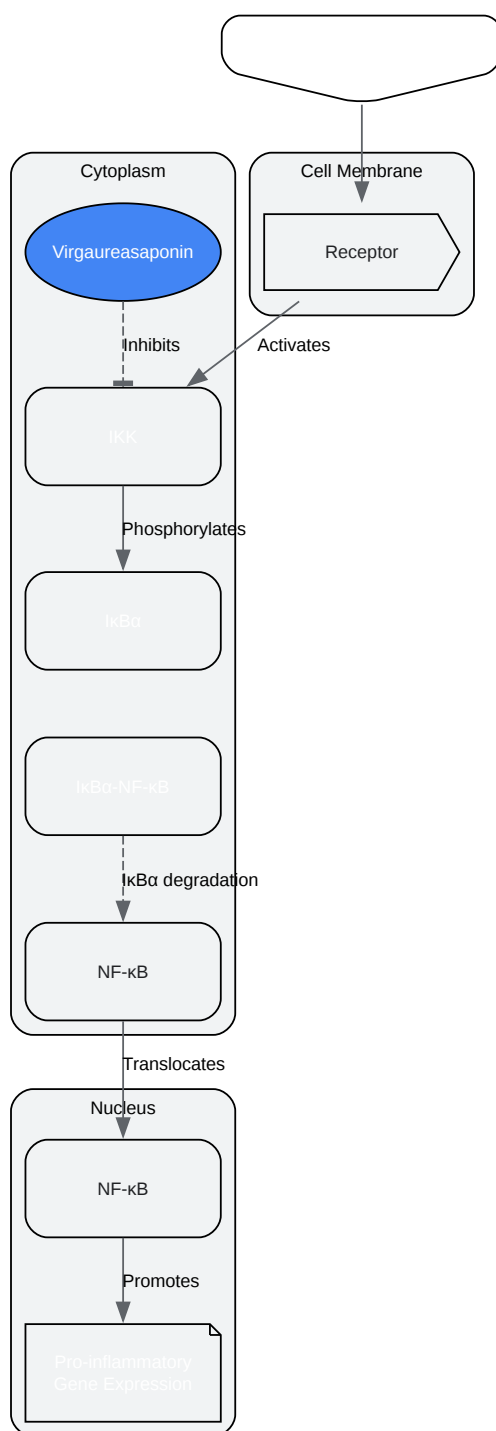 Cytoplasm
Cell Membrane
Virgaureasaponin
Receptor
Inhibits
Activates
IKK
Phosphorylates
IκBα
IκBα-NF-κB
IκBα degradation
NF-κB
Translocates
Nucleus
NF-κB
Promotes
Pro-inflammatory
Gene Expression